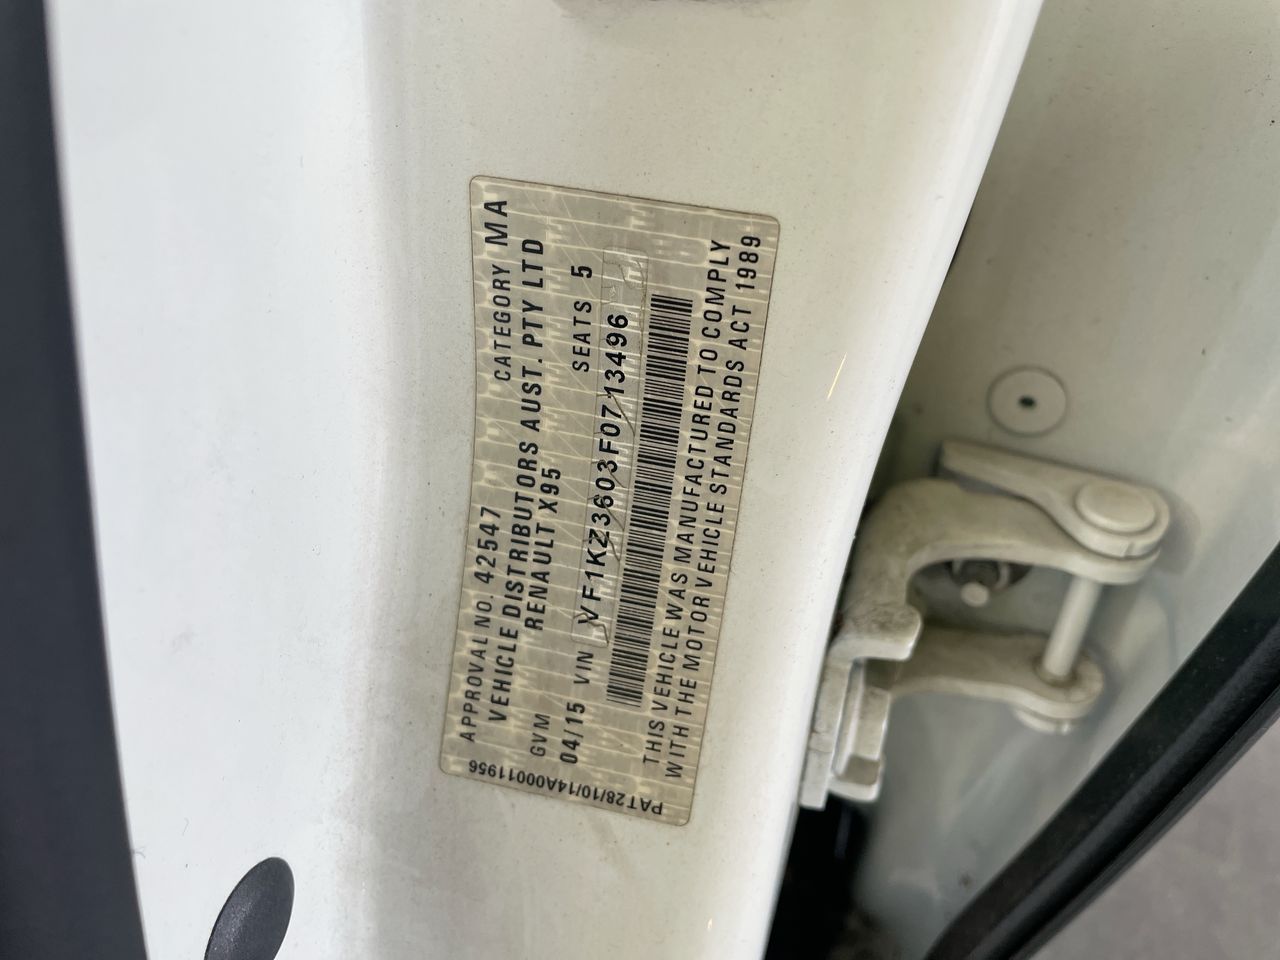 APPROVAL NO. 42547 CATEGORY MA
VEHICLE DISTRIBUTORS AUST. PTY LTD
RENAULT X95
GVM SEATS 5
04/15 VIN VF1KZ3603F0713496
THIS VEHICLE WAS MANUFACTURED TO COMPLY
WITH THE MOTOR VEHICLE STANDARDS ACT 1989
PAT28/10/14A00011956